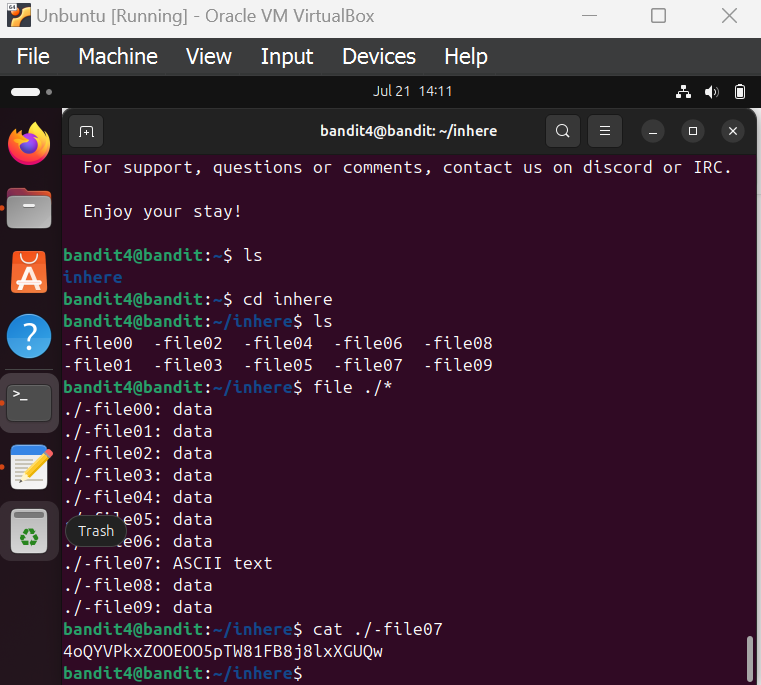 Unbuntu [Running] - Oracle VM VirtualBox
File Machine View Input Devices Help
Jul 21 14:11
bandit4@bandit: ~/inhere
For support, questions or comments, contact us on discord or IRC.
Enjoy your stay!
bandit4@bandit:~$ ls
inhere
bandit4@bandit:~$ cd inhere
bandit4@bandit:~/inhere$ ls
-file00 -file02 -file04 -file06 -file08
-file01 -file03 -file05 -file07 -file09
bandit4@bandit:~/inhere$ file ./*
./-file00: data
./-file01: data
./-file02: data
./-file03: data
./-file04: data
./-file05: data
Trash
./-file06: data
./-file07: ASCII text
./-file08: data
./-file09: data
bandit4@bandit:~/inhere$ cat ./-file07
4oQYVPkxZOOEOO5pTW81FB8j8lxXGUQw
bandit4@bandit:~/inhere$